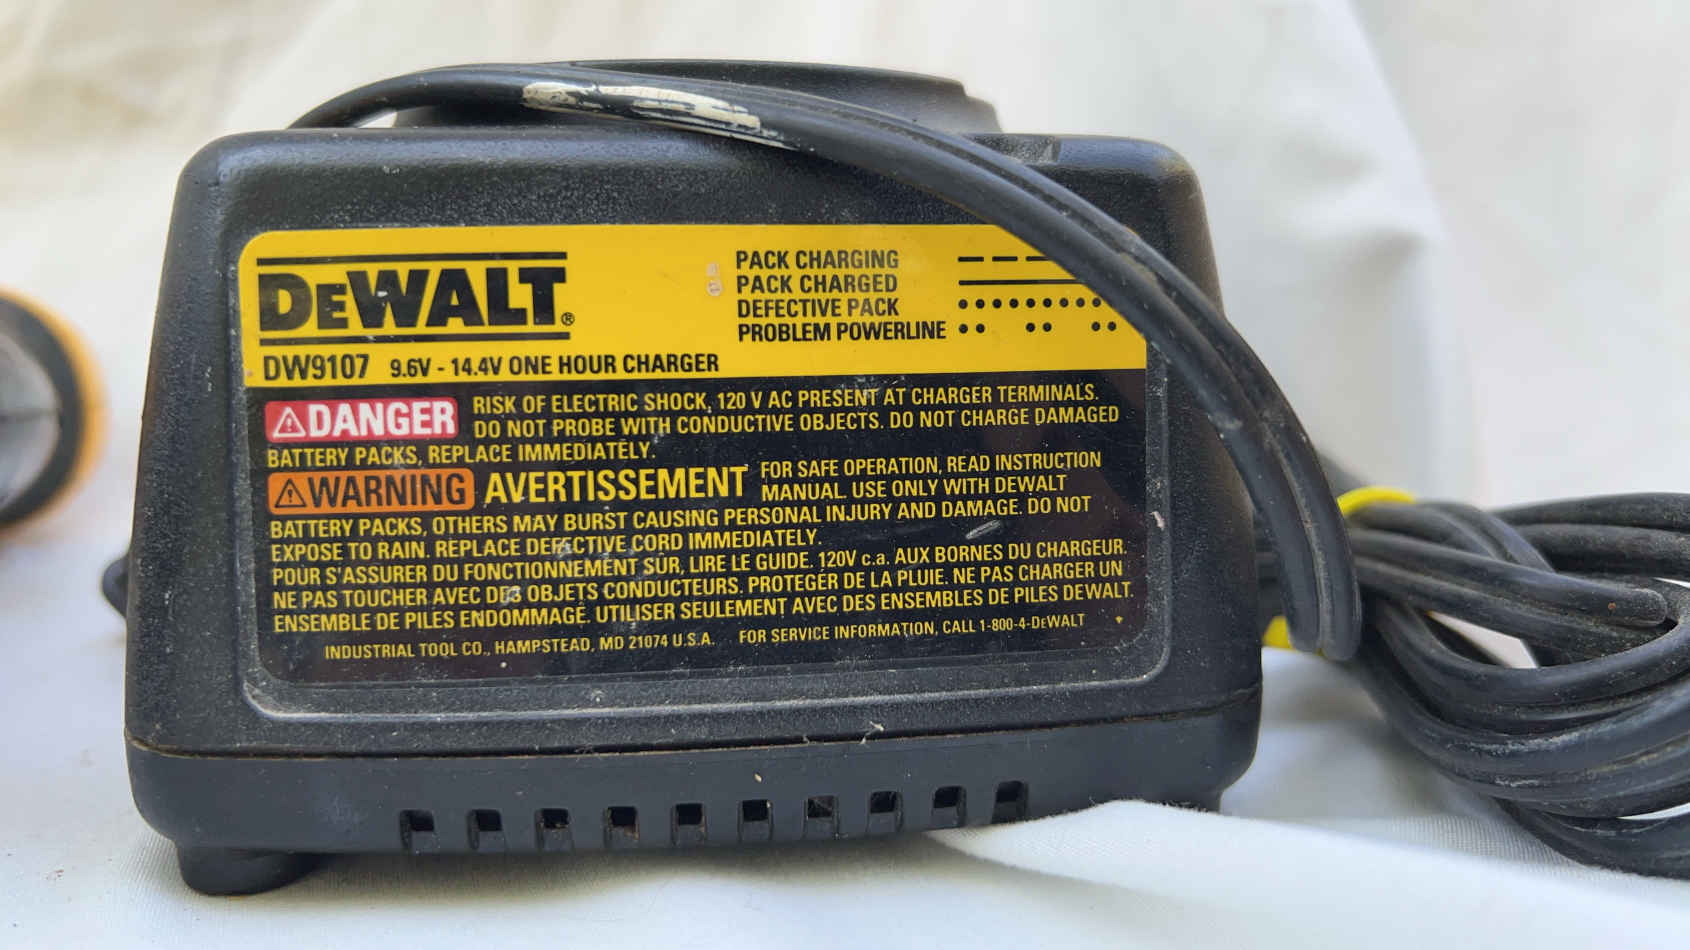 DEWALT®
PACK CHARGING
PACK CHARGED
DEFECTIVE PACK
PROBLEM POWERLINE
DW9107 9.6V - 14.4V ONE HOUR CHARGER
DANGER RISK OF ELECTRIC SHOCK, 120 V AC PRESENT AT CHARGER TERMINALS.
DO NOT PROBE WITH CONDUCTIVE OBJECTS. DO NOT CHARGE DAMAGED
BATTERY PACKS, REPLACE IMMEDIATELY.
WARNING AVERTISSEMENT FOR SAFE OPERATION, READ INSTRUCTION
MANUAL. USE ONLY WITH DEWALT
BATTERY PACKS, OTHERS MAY BURST CAUSING PERSONAL INJURY AND DAMAGE. DO NOT
EXPOSE TO RAIN. REPLACE DEFECTIVE CORD IMMEDIATELY.
POUR S'ASSURER DU FONCTIONNEMENT SÛR, LIRE LE GUIDE. 120V c.a. AUX BORNES DU CHARGEUR.
NE PAS TOUCHER AVEC DES OBJETS CONDUCTEURS. PROTEGÉR DE LA PLUIE. NE PAS CHARGER UN
ENSEMBLE DE PILES ENDOMMAGÉ. UTILISER SEULEMENT AVEC DES ENSEMBLES DE PILES DEWALT.
INDUSTRIAL TOOL CO., HAMPSTEAD, MD 21074 U.S.A. FOR SERVICE INFORMATION, CALL 1-800-4-DEWALT